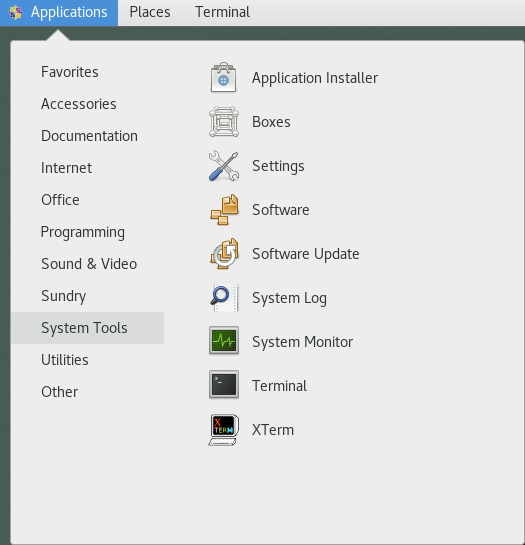 Applications Places Terminal
Favorites
Accessories
Documentation
Internet
Office
Programming
Sound & Video
Sundry
System Tools
Utilities
Other
Application Installer
Boxes
Settings
Software
Software Update
System Log
System Monitor
Terminal
X
TERM
XTerm